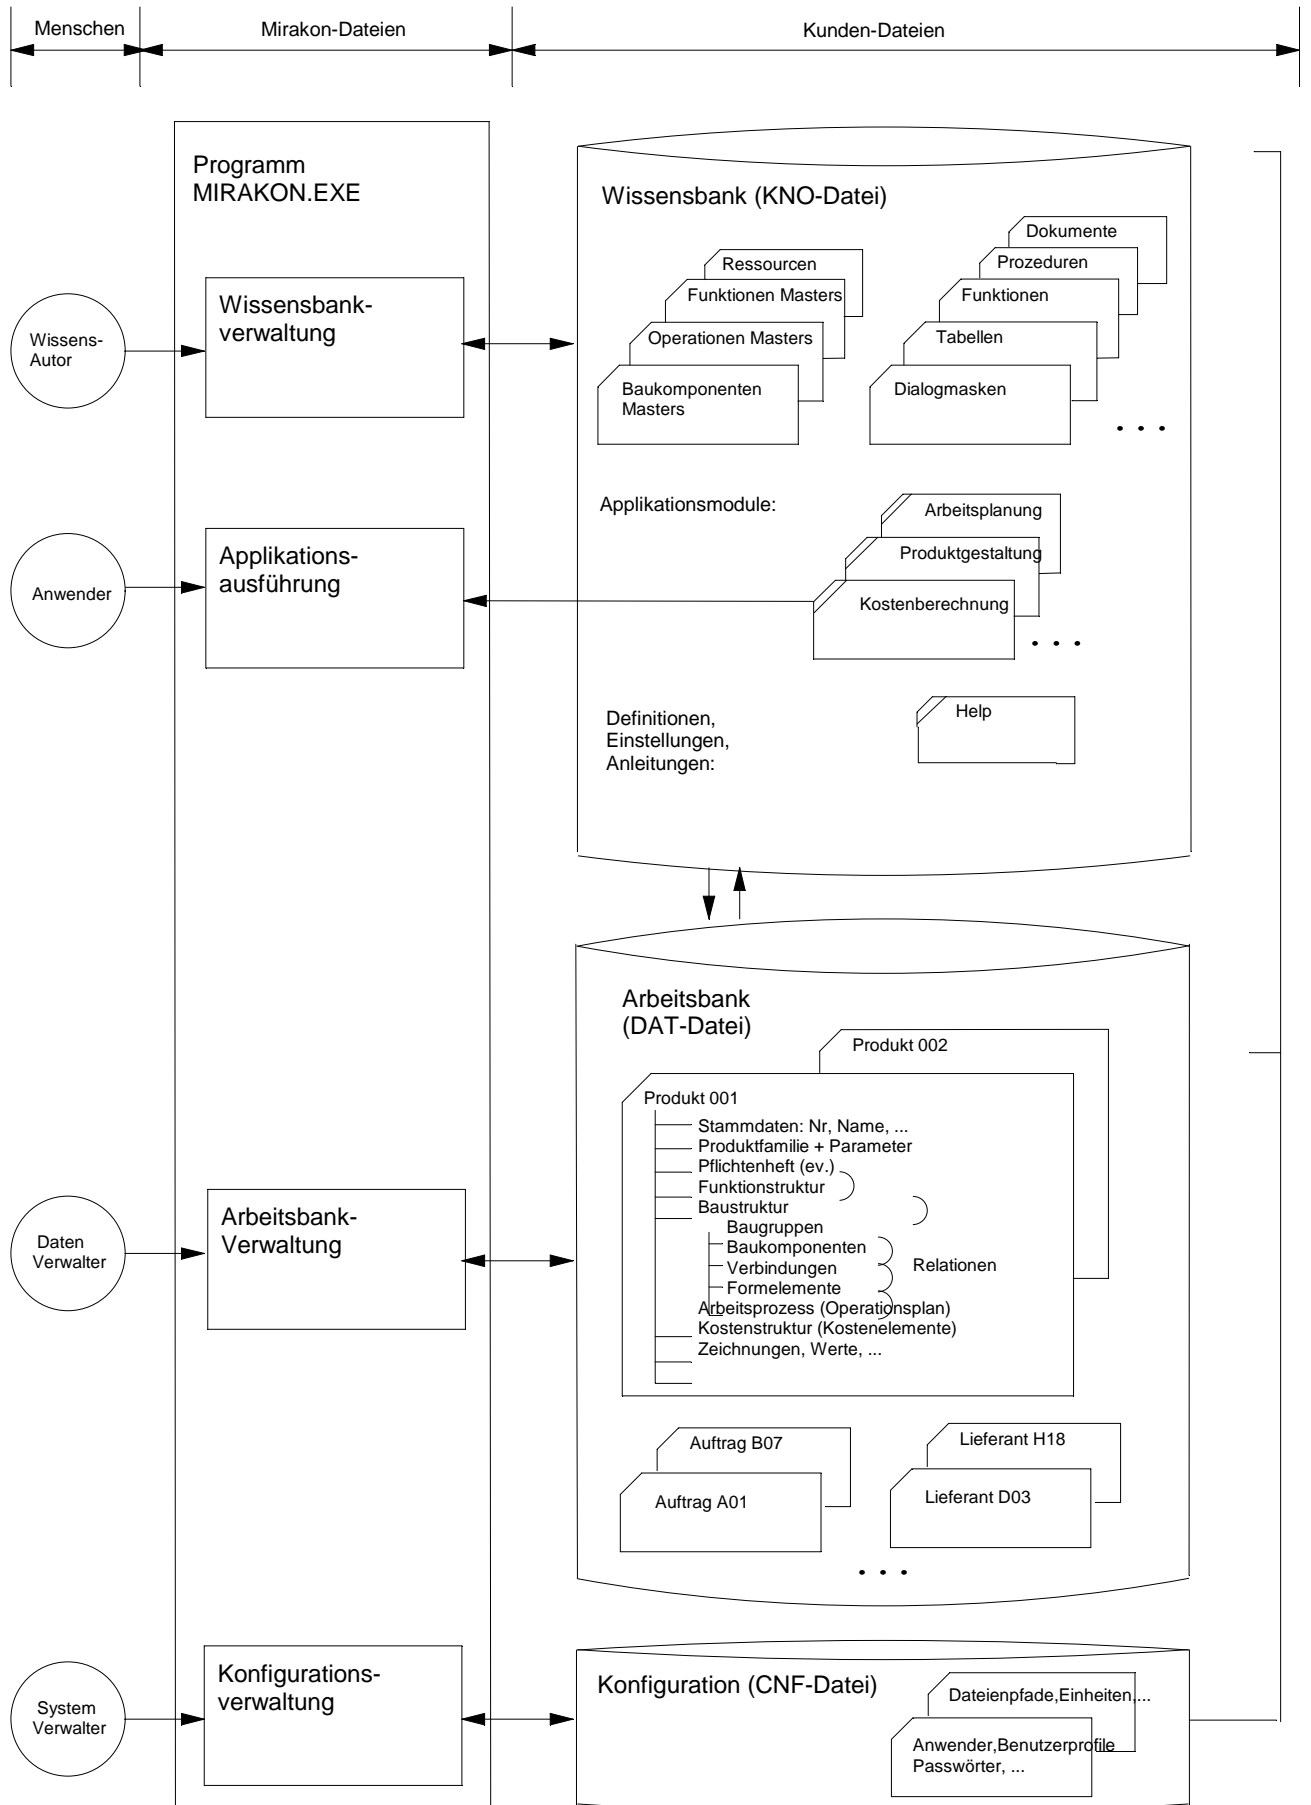 Menschen
Mirakon-Dateien
Kunden-Dateien
Programm
MIRAKON.EXE
Wissensbank (KNO-Datei)
Dokumente
Prozeduren
Funktionen
Tabellen
Dialogmasken
Ressourcen
Funktionen Masters
Operationen Masters
Baukomponenten
Masters
. . .
Wissens-
Autor
Wissensbank-
verwaltung
Applikationsmodule:
Arbeitsplanung
Produktgestaltung
Kostenberechnung
. . .
Anwender
Applikations-
ausführung
Definitionen,
Einstellungen,
Anleitungen:
Help
Arbeitsbank
(DAT-Datei)
Produkt 002
Produkt 001
Stammdaten: Nr, Name, ...
Produktfamilie + Parameter
Pflichtenheft (ev.)
Funktionstruktur
Baustruktur
Baugruppen
Baukomponenten
Verbindungen
Formelemente
Relationen
Arbeitsprozess (Operationsplan)
Kostenstruktur (Kostenelemente)
Zeichnungen, Werte, ...
Daten
Verwalter
Arbeitsbank-
Verwaltung
Auftrag B07
Auftrag A01
Lieferant H18
Lieferant D03
. . .
System
Verwalter
Konfigurations-
verwaltung
Konfiguration (CNF-Datei)
Dateienpfade,Einheiten,...
Anwender,Benutzerprofile
Passwörter, ...